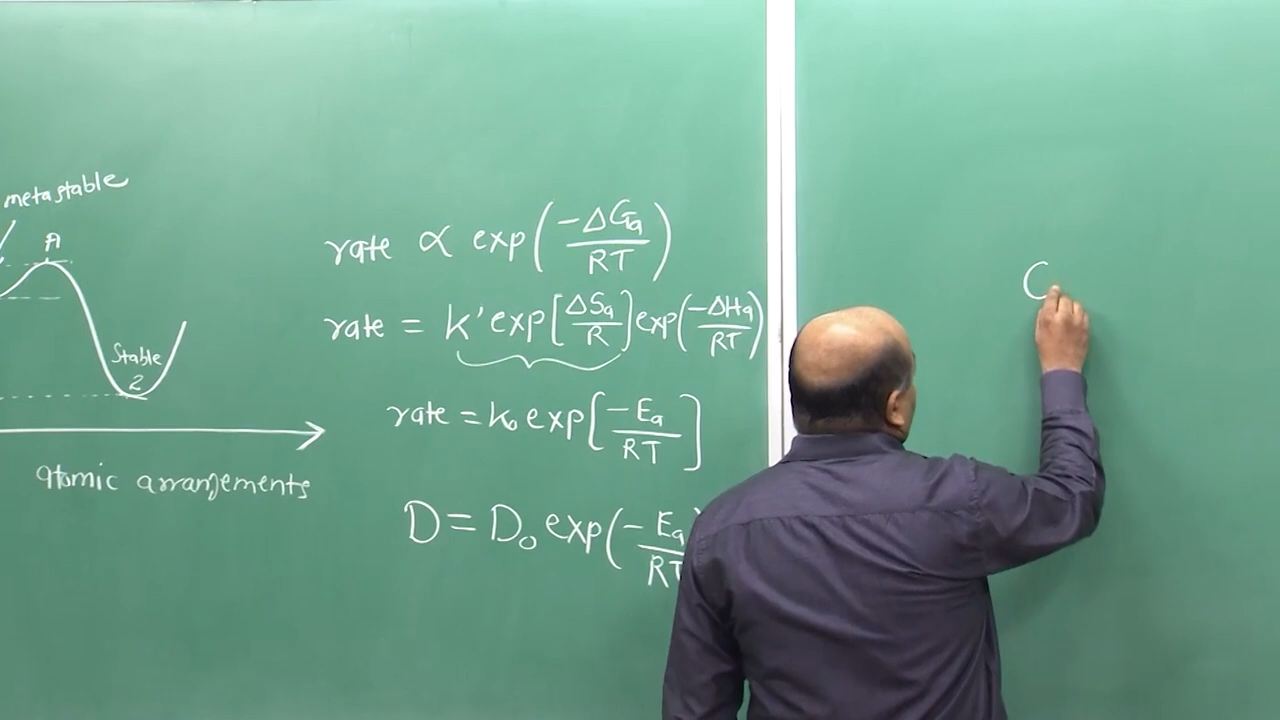 metastable
A
Stable
2
atomic arrangements
rate ∝ exp(-ΔGa/RT)
rate = k' exp[ΔSa/R] exp(-ΔHa/RT)
rate = k₀ exp[-Ea/RT]
D = D₀ exp(-Ea/RT
C